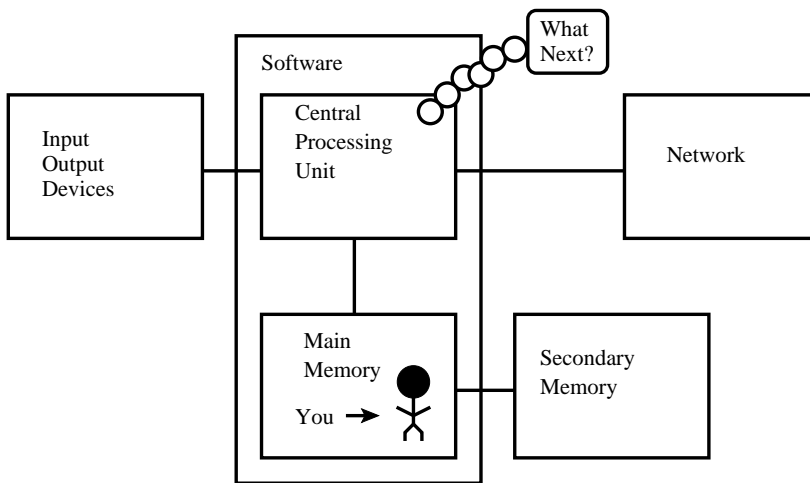 What
Next?
Software
Input
Output
Devices
Central
Processing
Unit
Network
Main
Memory
You
Secondary
Memory